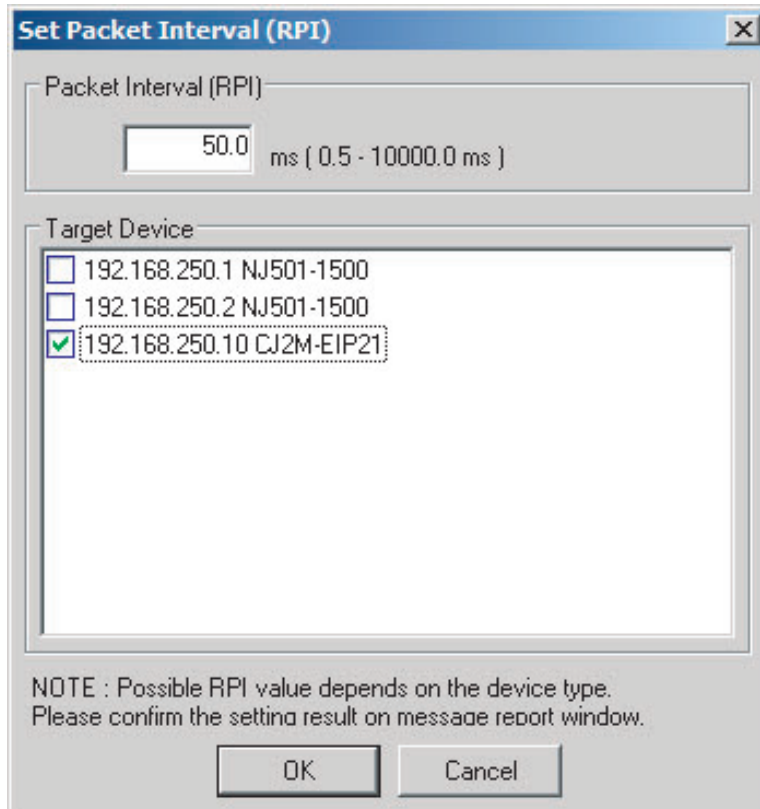 Set Packet Interval (RPI)
Packet Interval (RPI)
50.0 ms ( 0.5 - 10000.0 ms )
Target Device
192.168.250.1 NJ501-1500
192.168.250.2 NJ501-1500
192.168.250.10 CJ2M-EIP21
NOTE : Possible RPI value depends on the device type.
Please confirm the setting result on message report window.
OK Cancel